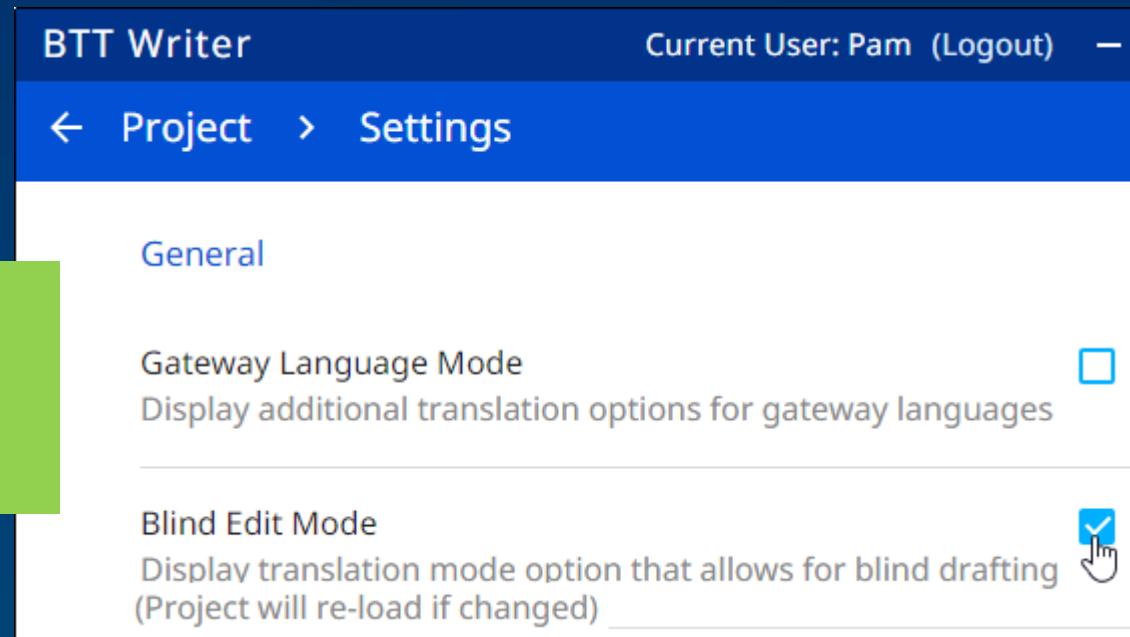 BTT Writer Current User: Pam (Logout)
Project > Settings
General
Gateway Language Mode
Display additional translation options for gateway languages
Blind Edit Mode
Display translation mode option that allows for blind drafting
(Project will re-load if changed)